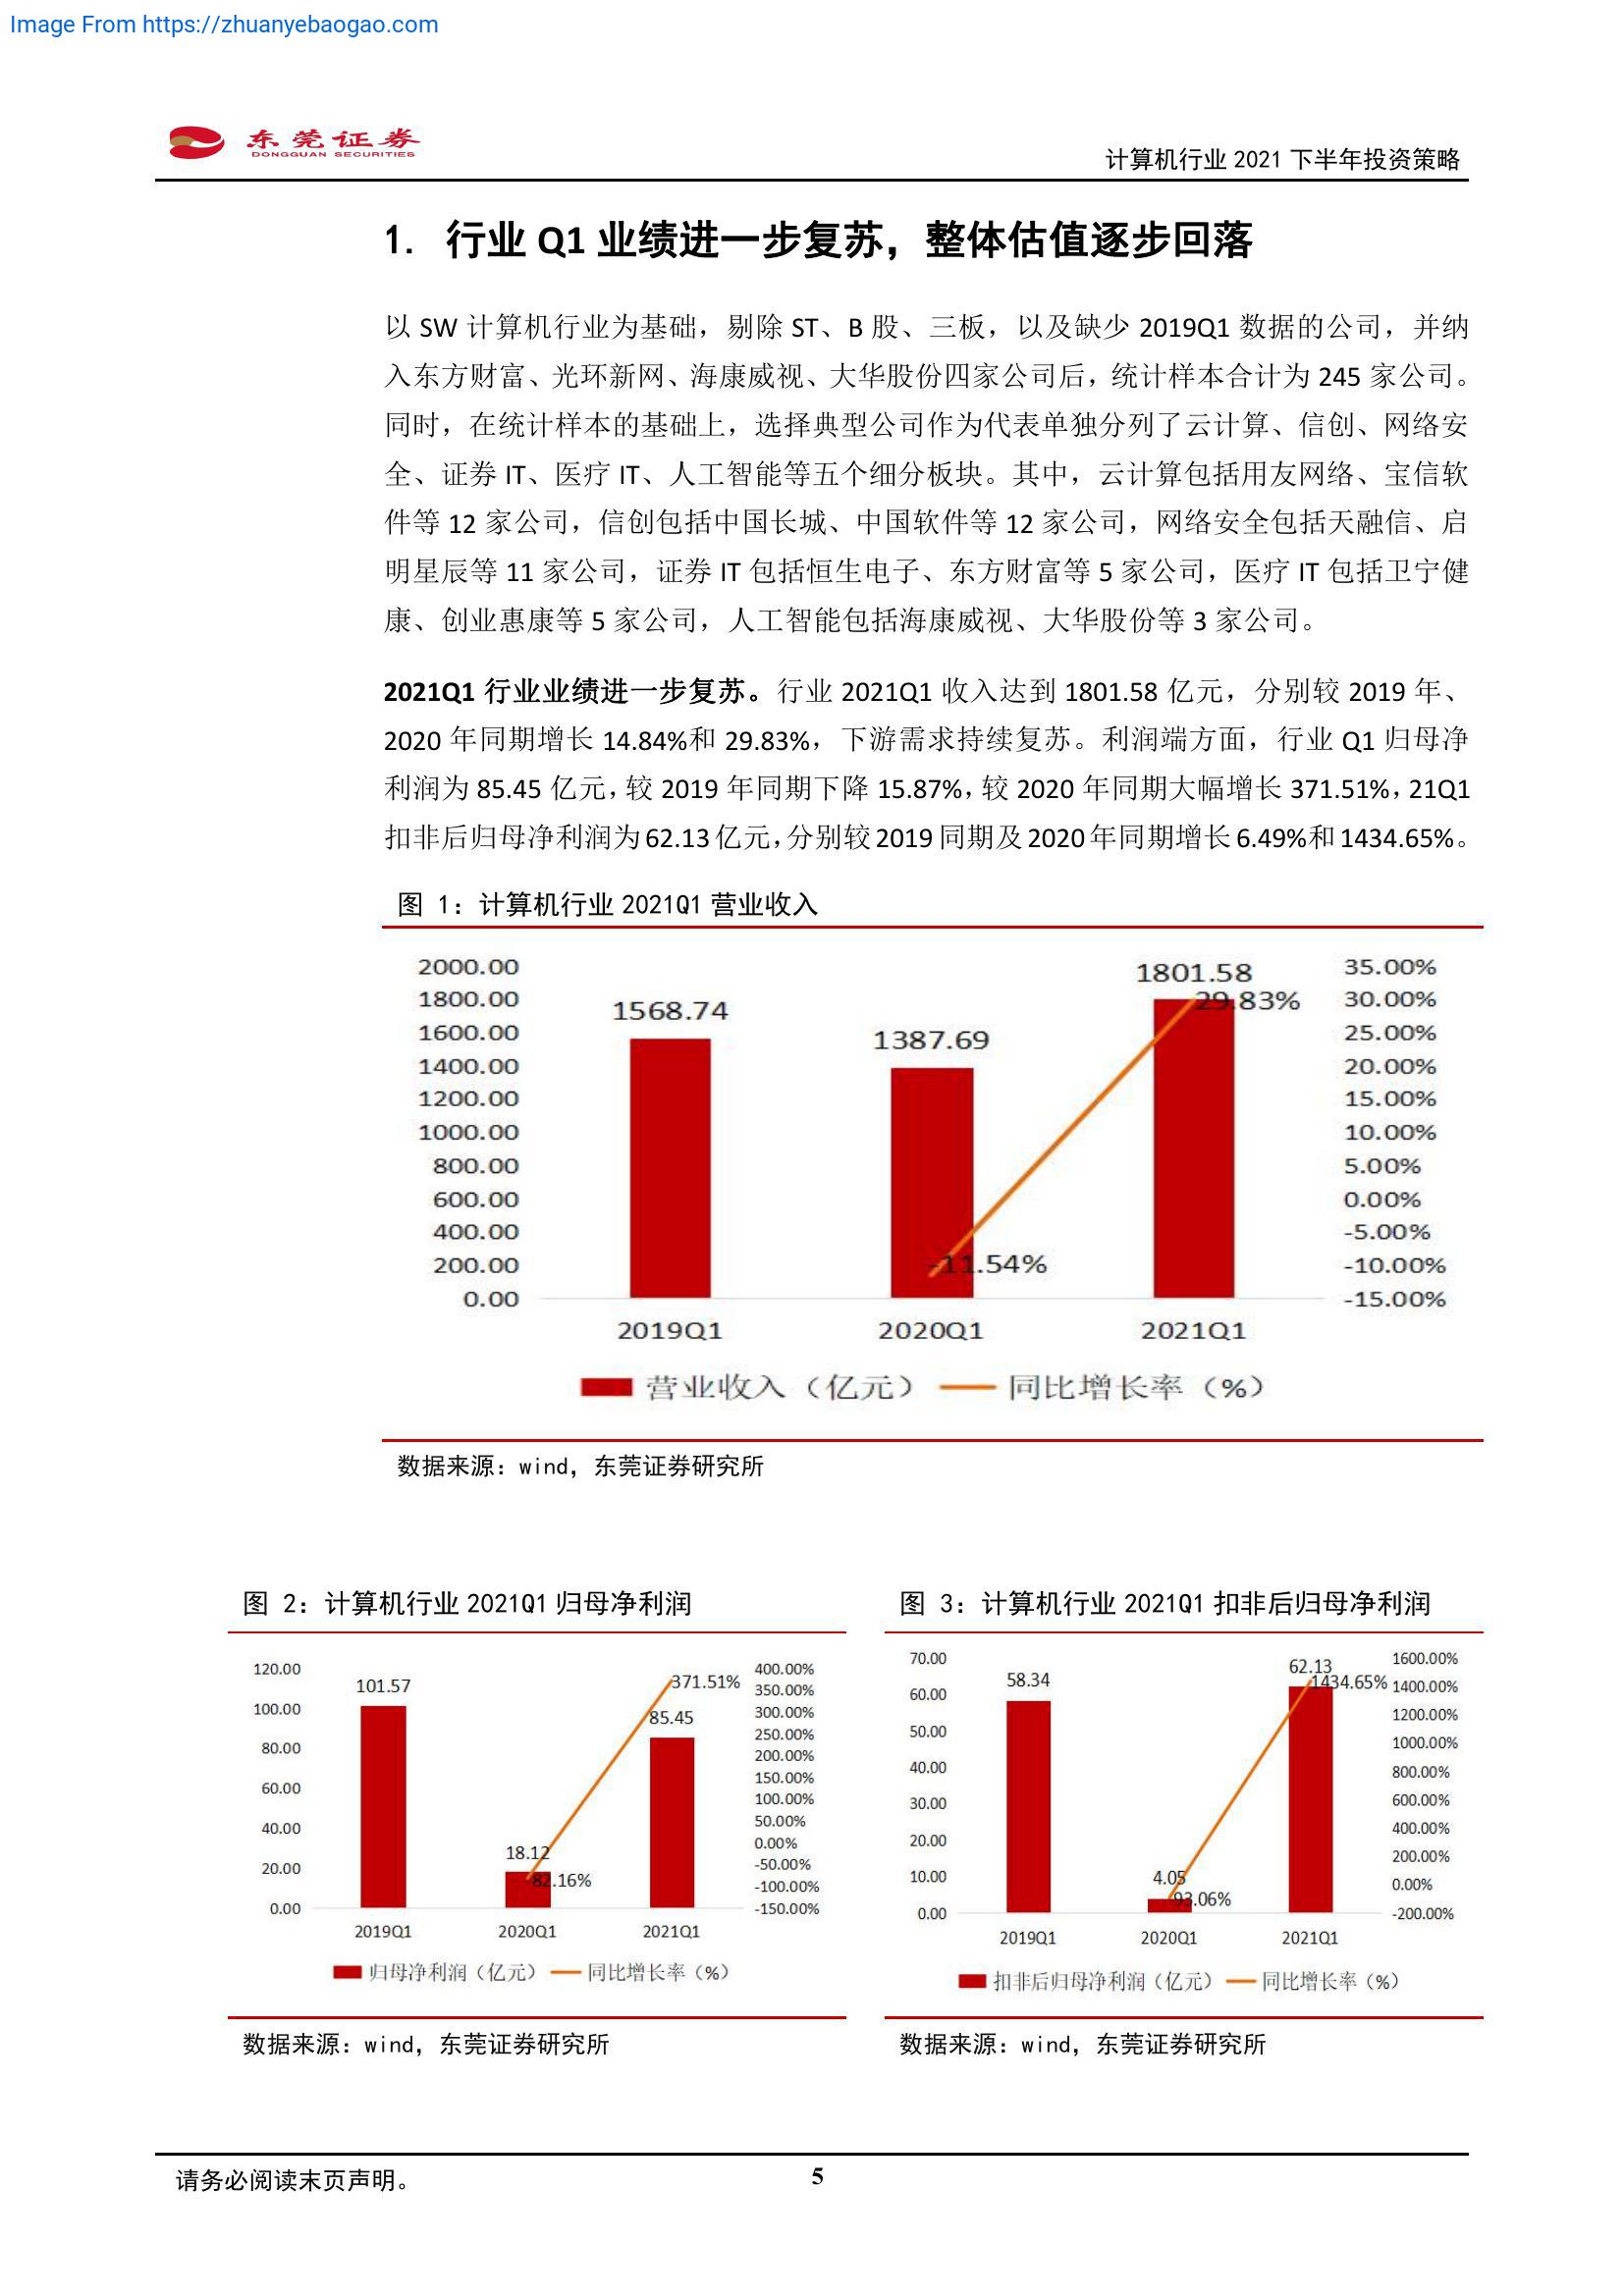 Image From https://zhuanyebaogao.com
东莞证券
DONGGUAN SECURITIES
计算机行业 2021 下半年投资策略
1. 行业 Q1 业绩进一步复苏，整体估值逐步回落
以 SW 计算机行业为基础，剔除 ST、B 股、三板，以及缺少 2019Q1 数据的公司，并纳
入东方财富、光环新网、海康威视、大华股份四家公司后，统计样本合计为 245 家公司。
同时，在统计样本的基础上，选择典型公司作为代表单独分列了云计算、信创、网络安
全、证券 IT、医疗 IT、人工智能等五个细分板块。其中，云计算包括用友网络、宝信软
件等 12 家公司，信创包括中国长城、中国软件等 12 家公司，网络安全包括天融信、启
明星辰等 11 家公司，证券 IT 包括恒生电子、东方财富等 5 家公司，医疗 IT 包括卫宁健
康、创业惠康等 5 家公司，人工智能包括海康威视、大华股份等 3 家公司。
2021Q1 行业业绩进一步复苏。行业 2021Q1 收入达到 1801.58 亿元，分别较 2019 年、
2020 年同期增长 14.84%和 29.83%，下游需求持续复苏。利润端方面，行业 Q1 归母净
利润为 85.45 亿元，较 2019 年同期下降 15.87%，较 2020 年同期大幅增长 371.51%，21Q1
扣非后归母净利润为 62.13 亿元，分别较 2019 同期及 2020 年同期增长 6.49%和 1434.65%。
图 1：计算机行业 2021Q1 营业收入
2000.00
1800.00
1600.00
1400.00
1200.00
1000.00
800.00
600.00
400.00
200.00
0.00
1568.74
1387.69
1801.58
29.83%
-11.54%
35.00%
30.00%
25.00%
20.00%
15.00%
10.00%
5.00%
0.00%
-5.00%
-10.00%
-15.00%
2019Q1 2020Q1 2021Q1
营业收入（亿元） 同比增长率（%）
数据来源：wind，东莞证券研究所
图 2：计算机行业 2021Q1 归母净利润
120.00
100.00
80.00
60.00
40.00
20.00
0.00
101.57
18.12
-82.16%
371.51%
85.45
400.00%
350.00%
300.00%
250.00%
200.00%
150.00%
100.00%
50.00%
0.00%
-50.00%
-100.00%
-150.00%
2019Q1 2020Q1 2021Q1
归母净利润（亿元） 同比增长率（%）
数据来源：wind，东莞证券研究所
图 3：计算机行业 2021Q1 扣非后归母净利润
70.00
60.00
50.00
40.00
30.00
20.00
10.00
0.00
58.34
4.05
-93.06%
62.13
1434.65%
1600.00%
1400.00%
1200.00%
1000.00%
800.00%
600.00%
400.00%
200.00%
0.00%
-200.00%
2019Q1 2020Q1 2021Q1
扣非后归母净利润（亿元） 同比增长率（%）
数据来源：wind，东莞证券研究所
请务必阅读末页声明。
5